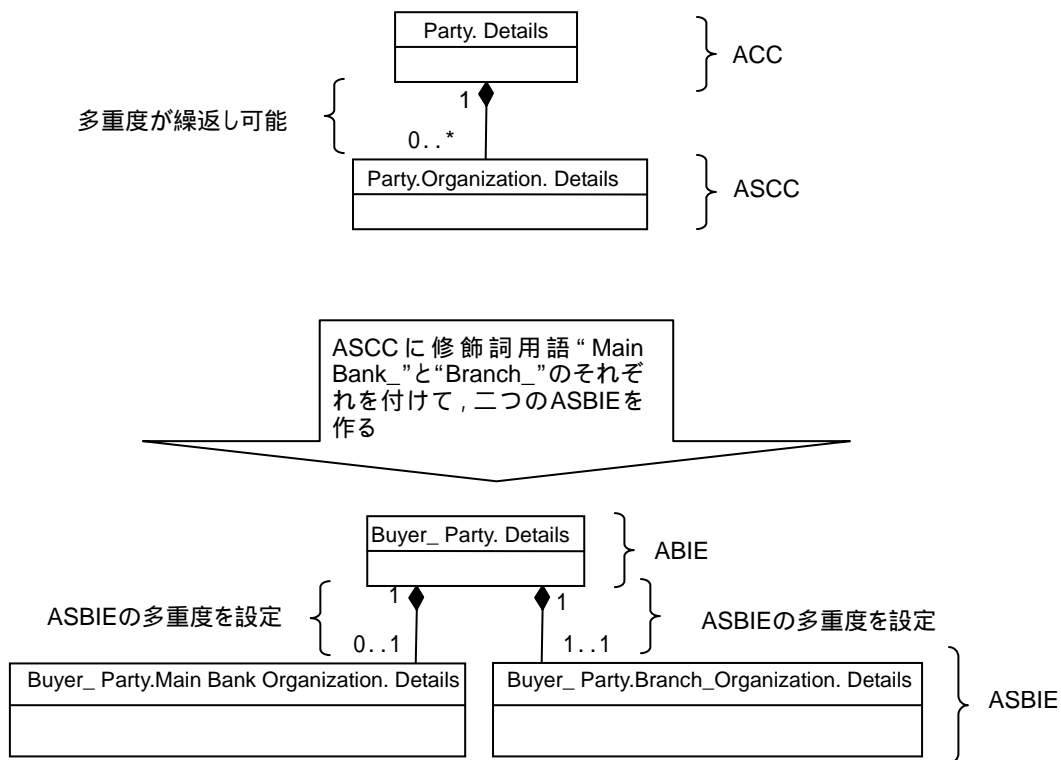 Party. Details
ACC
1
多重度が繰返し可能
0..*
Party.Organization. Details
ASCC
ASCCに修飾詞用語“Main
Bank_”と“Branch_”のそれぞ
れを付けて,二つのASBIEを
作る
Buyer_ Party. Details
ABIE
1
1
ASBIEの多重度を設定
ASBIEの多重度を設定
0..1
1..1
Buyer_ Party.Main Bank Organization. Details
Buyer_ Party.Branch_Organization. Details
ASBIE